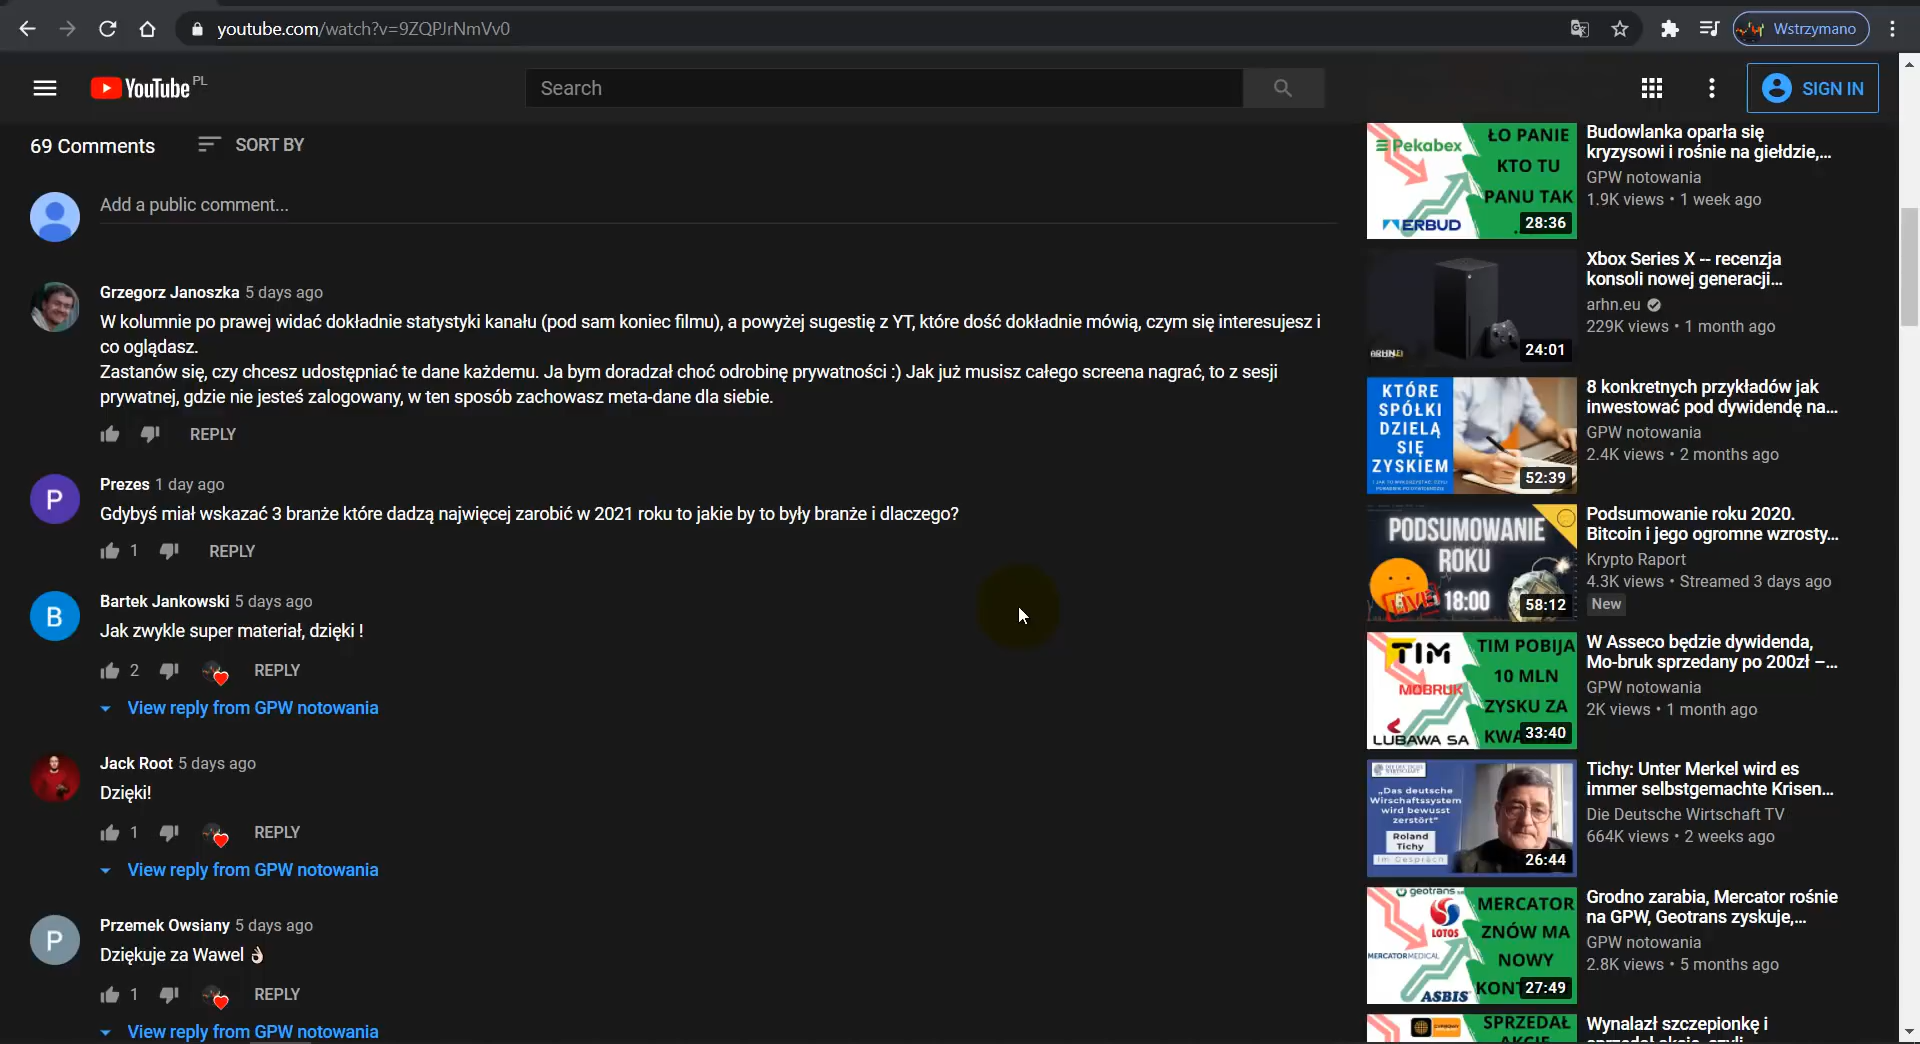 youtube.com/watch?v=9ZQPJrNmVv0
Wstrzymano
YouTube PL
Search
SIGN IN
69 Comments
SORT BY
Add a public comment...
Grzegorz Janoszka 5 days ago
W kolumnie po prawej widać dokładnie statystyki kanału (pod sam koniec filmu), a powyżej sugestię z YT, które dość dokładnie mówią, czym się interesujesz i
co oglądasz.
Zastanów się, czy chcesz udostępniać te dane każdemu. Ja bym doradzał choć odrobinę prywatności :) Jak już musisz całego screena nagrać, to z sesji
prywatnej, gdzie nie jesteś zalogowany, w ten sposób zachowasz meta-dane dla siebie.
REPLY
P
Prezes 1 day ago
Gdybyś miał wskazać 3 branże które dadzą najwięcej zarobić w 2021 roku to jakie by to były branże i dlaczego?
1 REPLY
B
Bartek Jankowski 5 days ago
Jak zwykle super materiał, dzięki !
2 REPLY
View reply from GPW notowania
Jack Root 5 days ago
Dzięki!
1 REPLY
View reply from GPW notowania
P
Przemek Owsiany 5 days ago
Dziękuje za Wawel 👌🏻
1 REPLY
View reply from GPW notowania
Pekabex
ERBUD
ŁO PANIE
KTO TU
PANU TAK
28:36
Budowlanka oparła się
kryzysowi i rośnie na giełdzie,...
GPW notowania
1.9K views • 1 week ago
24:01
Xbox Series X -- recenzja
konsoli nowej generacji...
arhn.eu
229K views • 1 month ago
KTÓRE
SPÓŁKI
DZIELĄ
SIĘ
ZYSKIEM
52:39
8 konkretnych przykładów jak
inwestować pod dywidendę na...
GPW notowania
2.4K views • 2 months ago
PODSUMOWANIE
ROKU
LIVE
18:00
58:12
Podsumowanie roku 2020.
Bitcoin i jego ogromne wzrosty...
Krypto Raport
4.3K views • Streamed 3 days ago
New
TIM
MOBRUK
LUBAWA SA
TIM POBIJA
10 MLN
ZYSKU ZA
KWA
33:40
W Asseco będzie dywidenda,
Mo-bruk sprzedany po 200zł –...
GPW notowania
2K views • 1 month ago
DIE DEUTSCHE
WIRTSCHAFT
„Das deutsche
Wirschaftssystem
wird bewusst
zerstört"
Roland
Tichy
im Gespräch
26:44
Tichy: Unter Merkel wird es
immer selbstgemachte Krisen...
Die Deutsche Wirtschaft TV
664K views • 2 weeks ago
geotrans
LOTOS
MERCATOR MEDICAL
ASBIS
MERCATOR
ZNÓW MA
NOWY
KON
27:49
Grodno zarabia, Mercator rośnie
na GPW, Geotrans zyskuje,...
GPW notowania
2.8K views • 5 months ago
SPRZEDAŁ
AKCJE
Wynalazł szczepionkę i